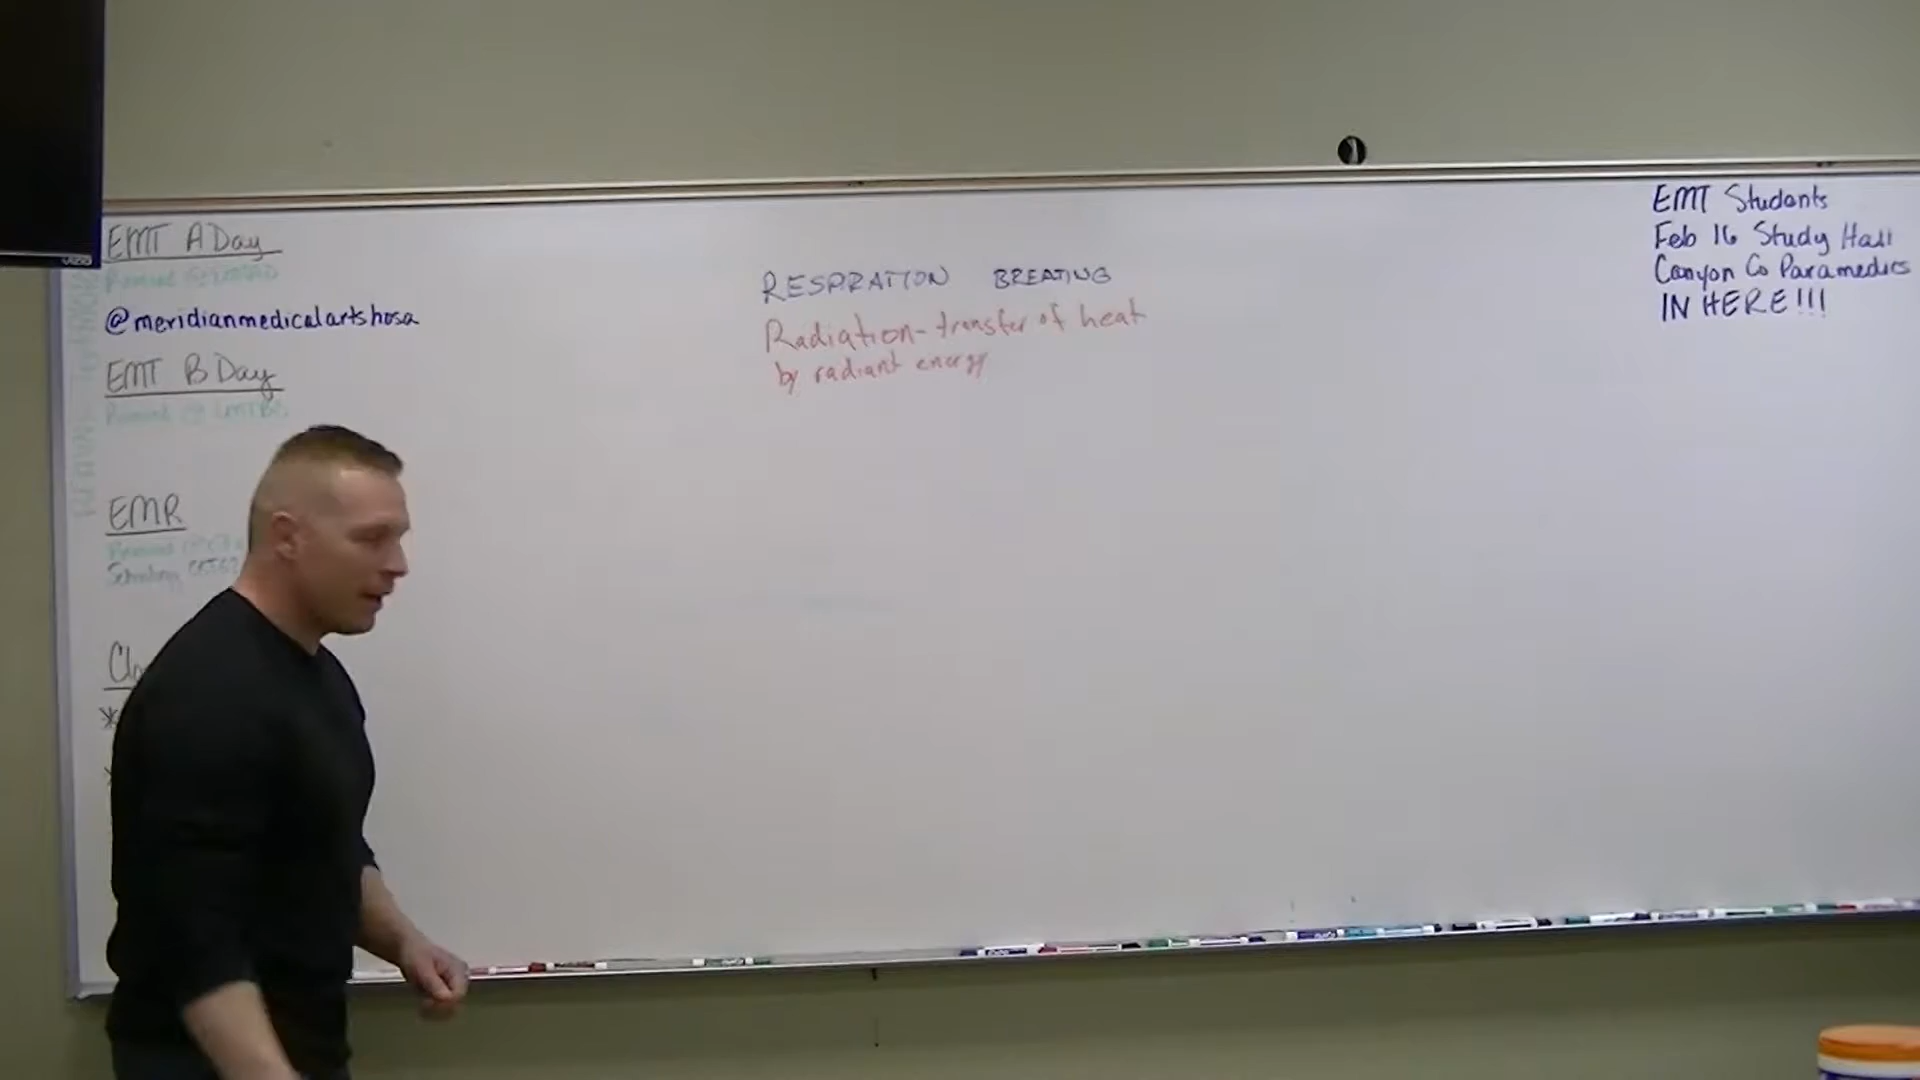 EMT A Day
@meridianmedicalartshosa
EMT B Day
EMR
RESPIRATION BREATING
Radiation- transfer of heat
by radiant energy
EMT Students
Feb 16 Study Hall
Canyon Co Paramedics
IN HERE!!!